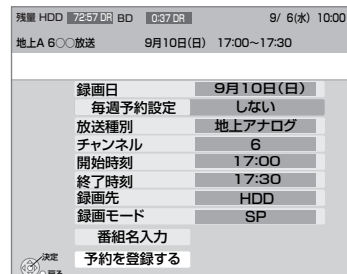 残量 HDD 72:57 DR BD 0:37 DR 9/ 6(水) 10:00
地上A 6○○放送 9月10日(日) 17:00〜17:30
録画日 9月10日(日)
毎週予約設定 しない
放送種別 地上アナログ
チャンネル 6
開始時刻 17:00
終了時刻 17:30
録画先 HDD
録画モード SP
番組名入力
決定 予約を登録する
戻る